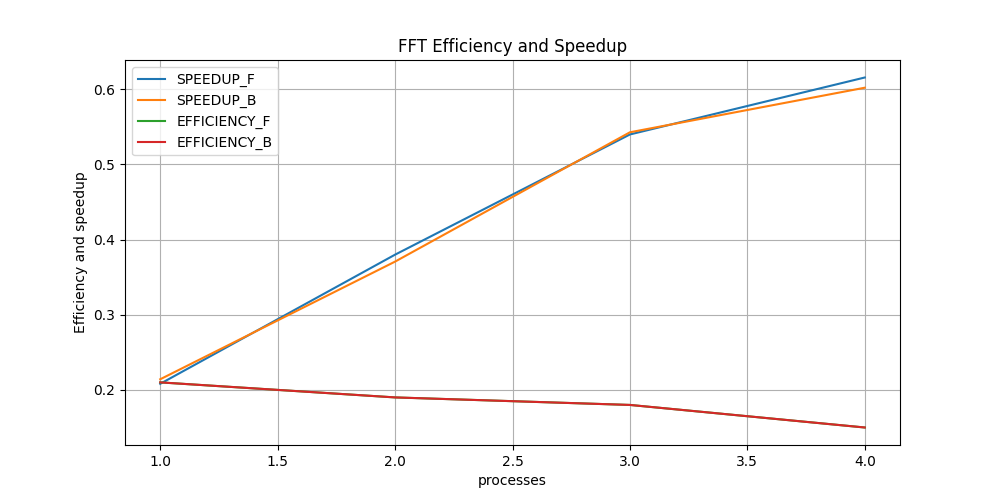 FFT Efficiency and Speedup
SPEEDUP_F
SPEEDUP_B
EFFICIENCY_F
EFFICIENCY_B
Efficiency and speedup
0.6
0.5
0.4
0.3
0.2
1.0 1.5 2.0 2.5 3.0 3.5 4.0
processes